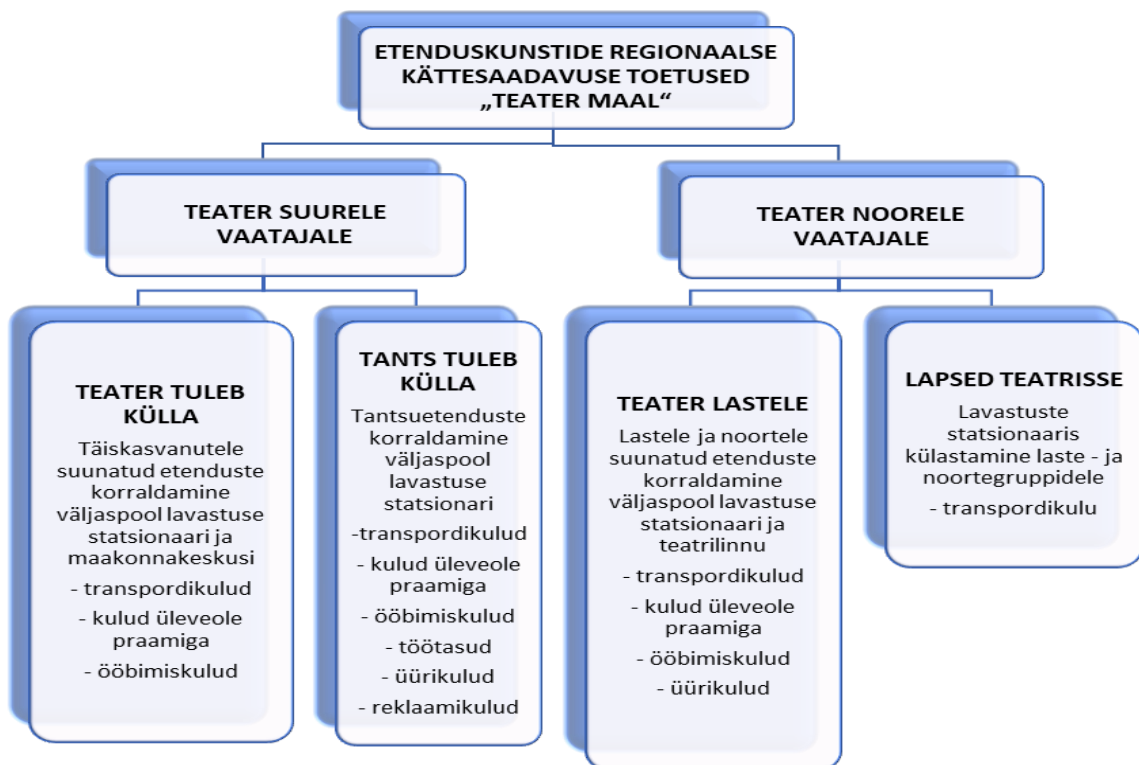 ETENDUSKUNSTIDE REGIONAALSE
KÄTTESAADAVUSE TOETUSED
„TEATER MAAL“
TEATER SUURELE
VAATAJALE
TEATER NOORELE
VAATAJALE
TEATER TULEB
KÜLLA
Täiskasvanutele
suunatud etenduste
korraldamine
väljaspool lavastuse
statsionaari ja
maakonnakeskusi
- transpordikulud
- kulud üleveole
praamiga
- ööbimiskulud
TANTS TULEB
KÜLLA
Tantsuetenduste
korraldamine
väljaspool
lavastuse
statsionari
-transpordikulud
- kulud üleveole
praamiga
- ööbimiskulud
- töötasud
- üürikulud
- reklaamikulud
TEATER LASTELE
Lastele ja noortele
suunatud etenduste
korraldamine
väljaspool lavastuse
statsionaari ja
teatrilinnu
- transpordikulud
- kulud üleveole
praamiga
- ööbimiskulud
- üürikulud
LAPSED TEATRISSE
Lavastuste
statsionaaris
külastamine laste - ja
noortegruppidele
- transpordikulu